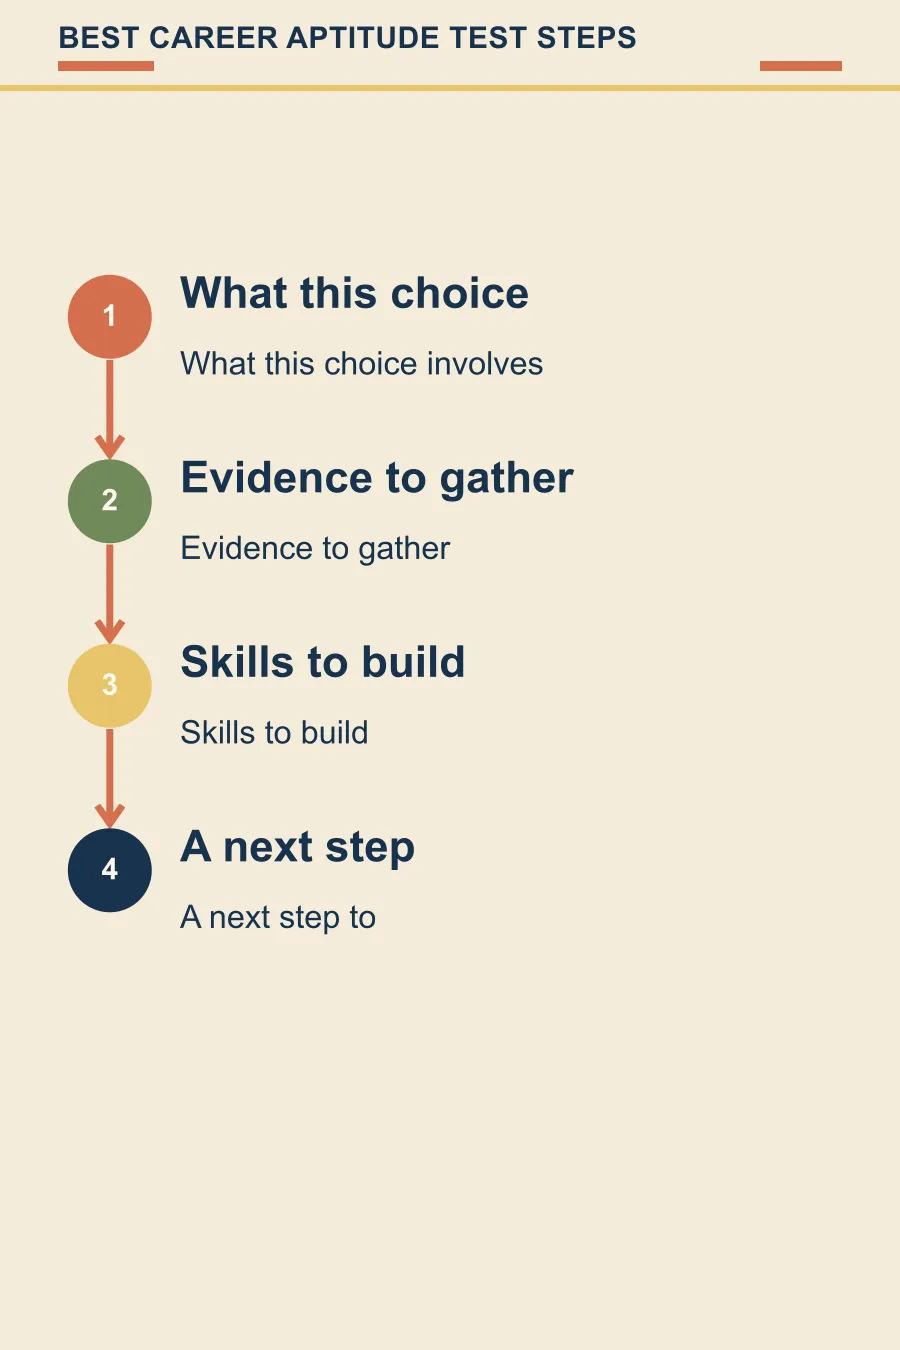 BEST CAREER APTITUDE TEST STEPS
1
What this choice
What this choice involves
2
Evidence to gather
Evidence to gather
3
Skills to build
Skills to build
4
A next step
A next step to